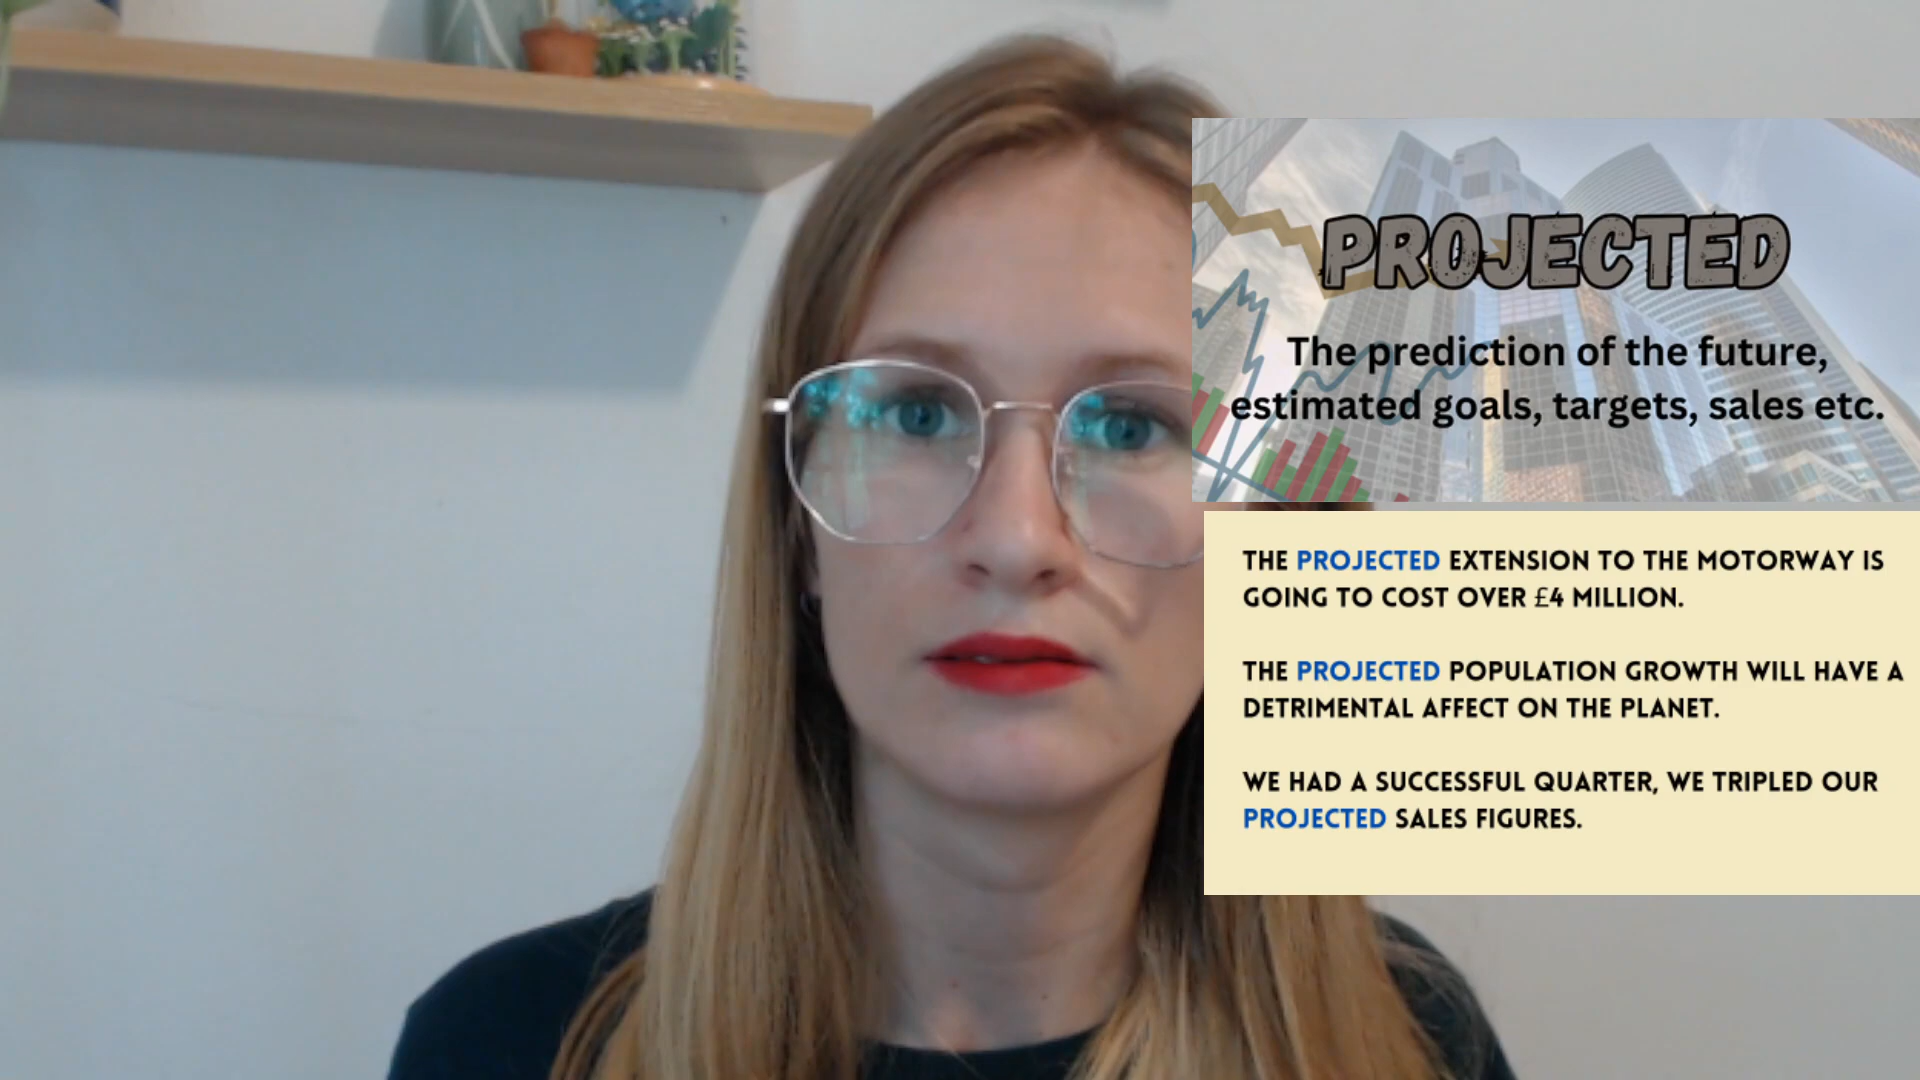 PROJECTED
The prediction of the future,
estimated goals, targets, sales etc.
THE PROJECTED EXTENSION TO THE MOTORWAY IS
GOING TO COST OVER £4 MILLION.
THE PROJECTED POPULATION GROWTH WILL HAVE A
DETRIMENTAL AFFECT ON THE PLANET.
WE HAD A SUCCESSFUL QUARTER, WE TRIPLED OUR
PROJECTED SALES FIGURES.